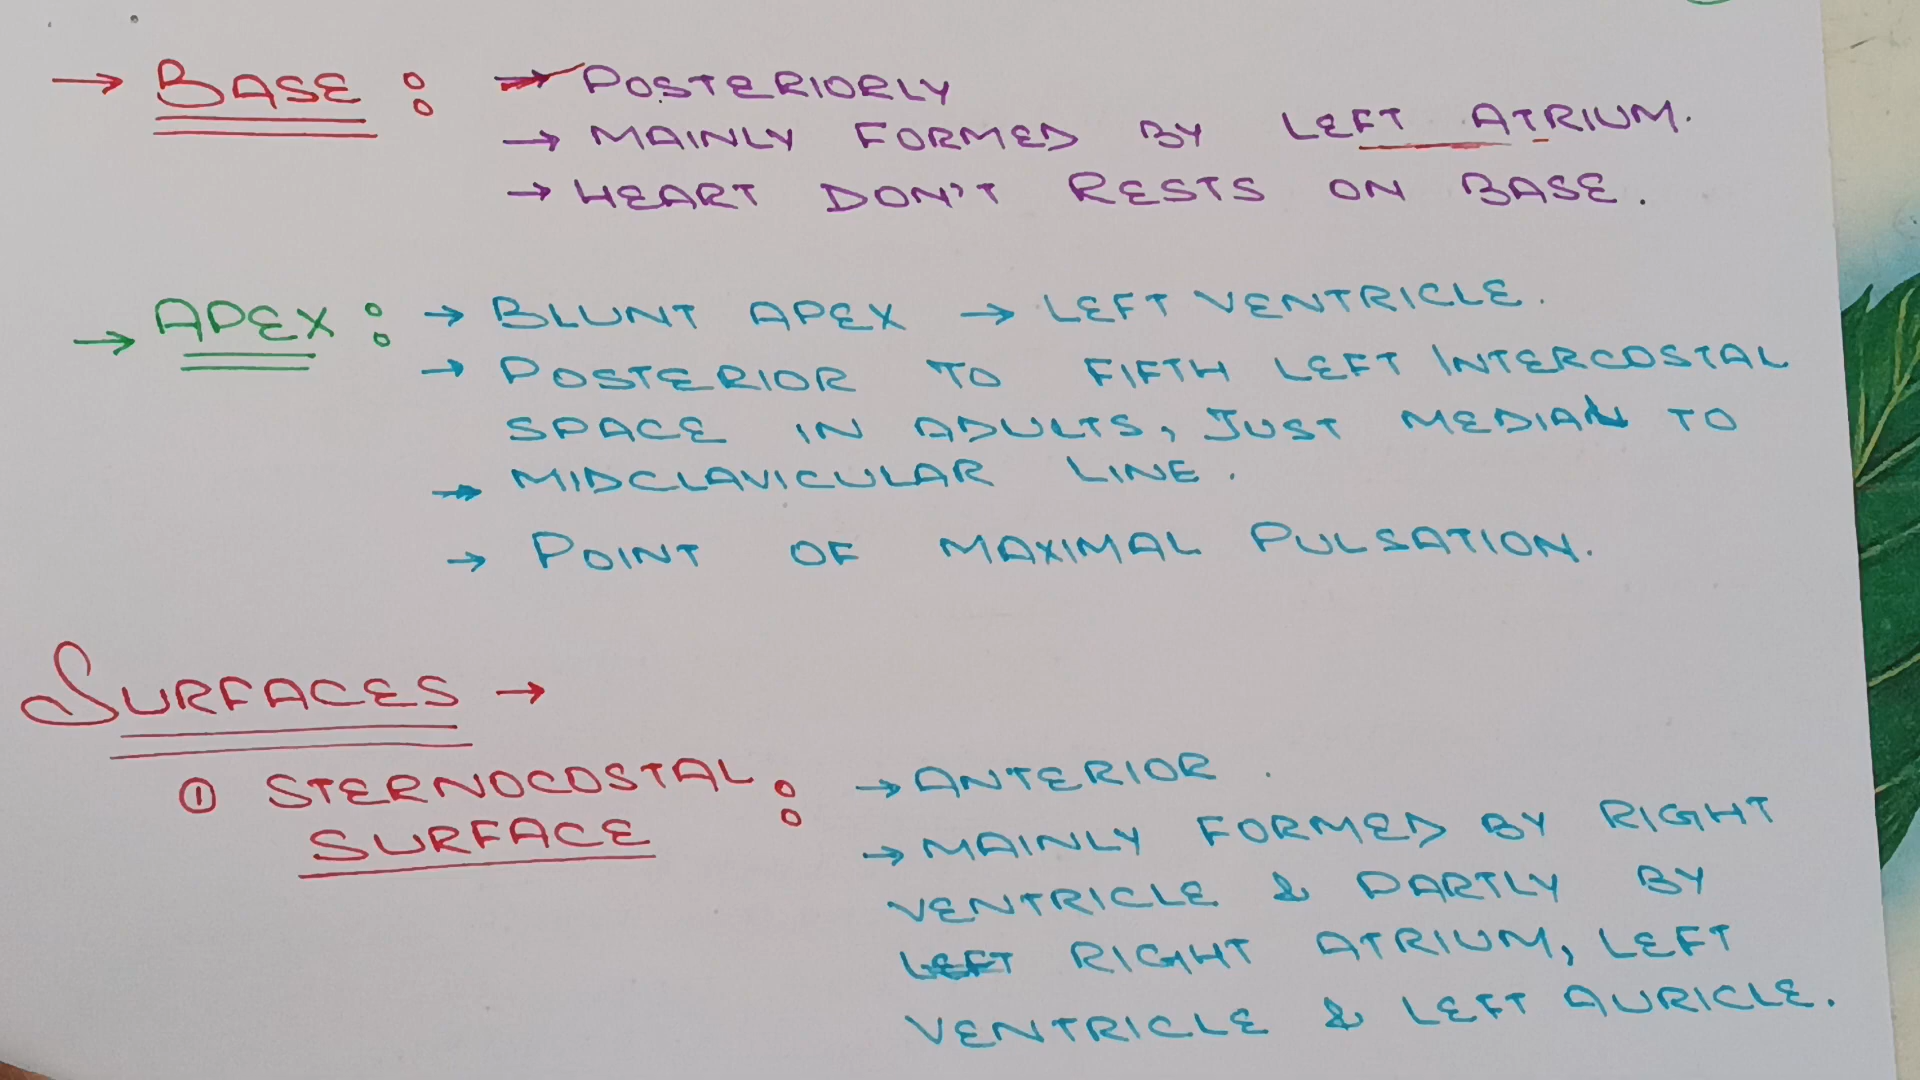 → BASE : → POSTERIORLY
→ MAINLY FORMED BY LEFT ATRIUM.
→ HEART DON'T RESTS ON BASE.
→ APEX : → BLUNT APEX → LEFT VENTRICLE.
→ POSTERIOR TO FIFTH LEFT INTERCOSTAL
SPACE IN ADULTS, JUST MEDIAN TO
→ MIDCLAVICULAR LINE.
→ POINT OF MAXIMAL PULSATION.
SURFACES →
① STERNOCOSTAL : → ANTERIOR.
SURFACE
→ MAINLY FORMED BY RIGHT
VENTRICLE & PARTLY BY
LEFT RIGHT ATRIUM, LEFT
VENTRICLE & LEFT AURICLE.